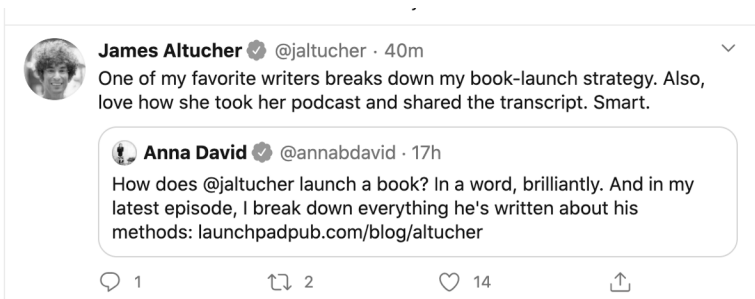 James Altucher @jaltucher · 40m
One of my favorite writers breaks down my book-launch strategy. Also,
love how she took her podcast and shared the transcript. Smart.
Anna David @annabdavid · 17h
How does @jaltucher launch a book? In a word, brilliantly. And in my
latest episode, I break down everything he's written about his
methods: launchpadpub.com/blog/altucher
1 2 14